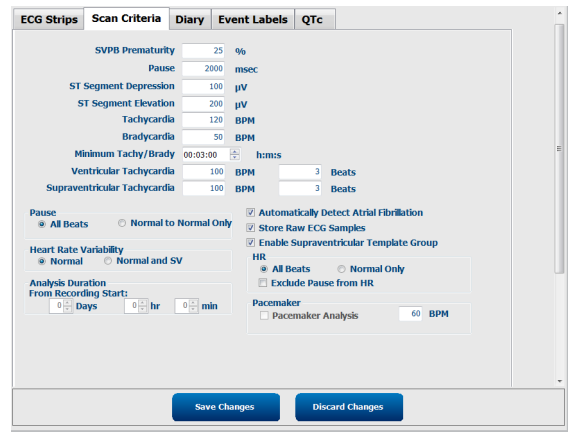 ECG Strips Scan Criteria Diary Event Labels QTc
SVPB Prematurity 25 %
Pause 2000 msec
ST Segment Depression 100 µV
ST Segment Elevation 200 µV
Tachycardia 120 BPM
Bradycardia 50 BPM
Minimum Tachy/Brady 00:03:00 h:m:s
Ventricular Tachycardia 100 BPM 3 Beats
Supraventricular Tachycardia 100 BPM 3 Beats
Pause
All Beats Normal to Normal Only
Heart Rate Variability
Normal Normal and SV
Analysis Duration
From Recording Start:
0 Days 0 hr 0 min
Automatically Detect Atrial Fibrillation
Store Raw ECG Samples
Enable Supraventricular Template Group
HR
All Beats Normal Only
Exclude Pause from HR
Pacemaker
Pacemaker Analysis 60 BPM
Save Changes Discard Changes